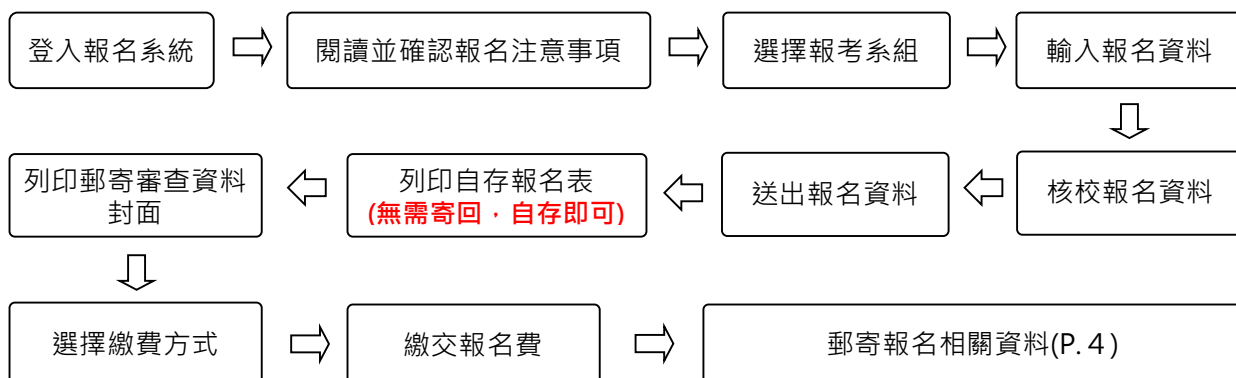 登入報名系統
閱讀並確認報名注意事項
選擇報考系組
輸入報名資料
核校報名資料
送出報名資料
列印自存報名表
(無需寄回，自存即可)
列印郵寄審查資料
封面
選擇繳費方式
繳交報名費
郵寄報名相關資料(P.４)